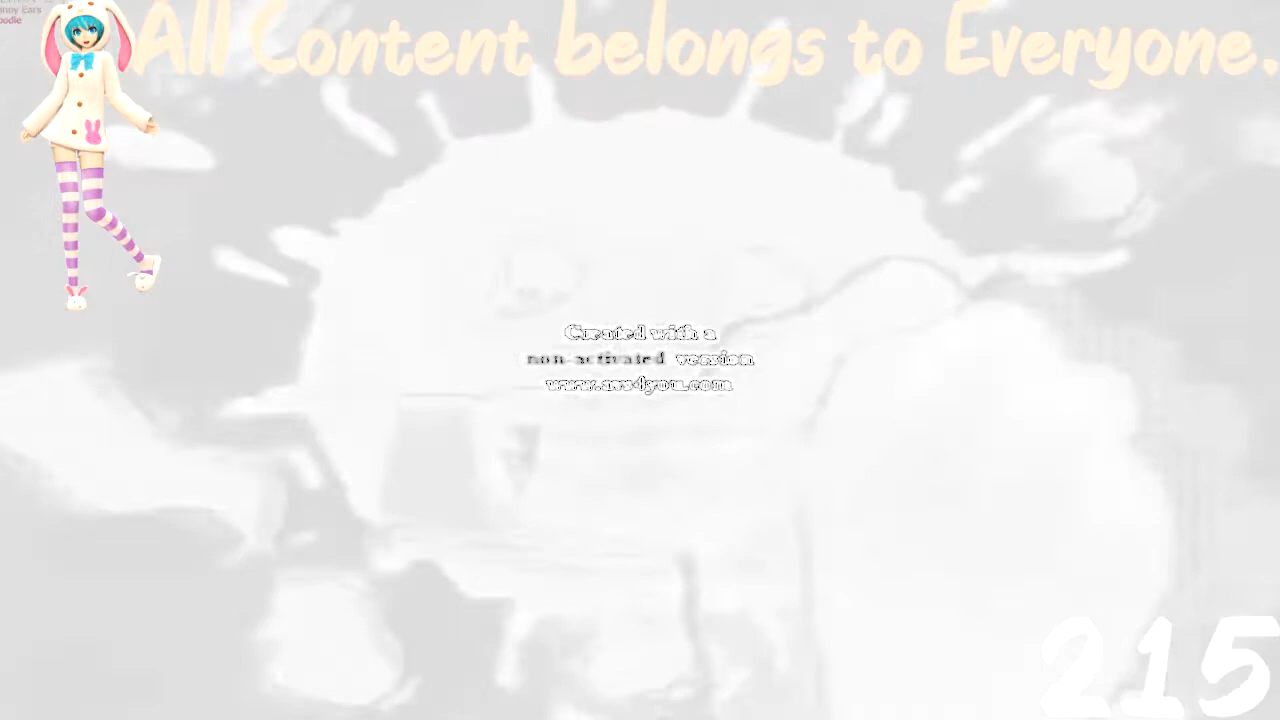 All Content belongs to Everyone.
Created with a
non-activated version
www.avs4you.com
215